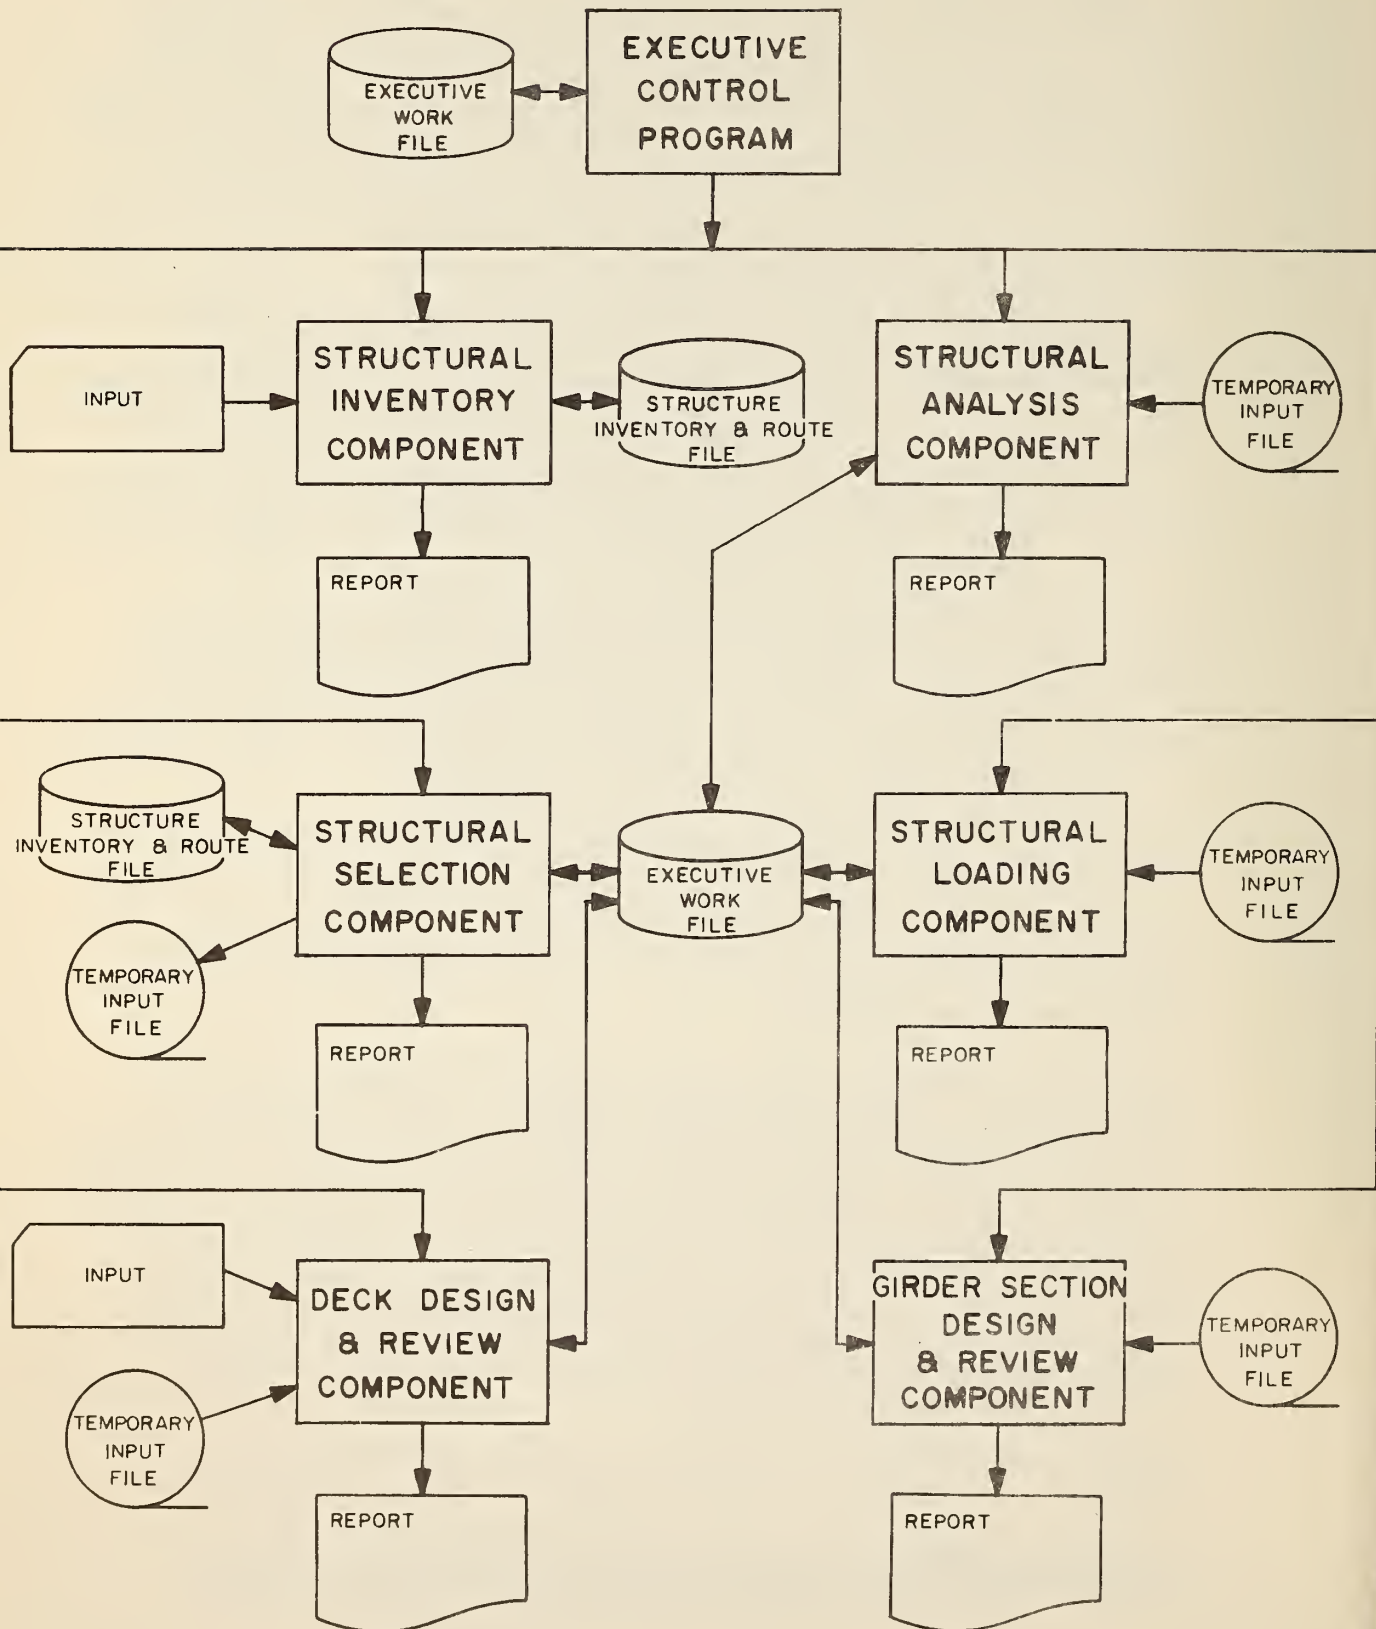 EXECUTIVE
WORK
FILE
EXECUTIVE
CONTROL
PROGRAM
INPUT
STRUCTURAL
INVENTORY
COMPONENT
STRUCTURE
INVENTORY & ROUTE
FILE
STRUCTURAL
ANALYSIS
COMPONENT
TEMPORARY
INPUT
FILE
REPORT
REPORT
STRUCTURE
INVENTORY & ROUTE
FILE
TEMPORARY
INPUT
FILE
STRUCTURAL
SELECTION
COMPONENT
EXECUTIVE
WORK
FILE
STRUCTURAL
LOADING
COMPONENT
TEMPORARY
INPUT
FILE
REPORT
REPORT
INPUT
TEMPORARY
INPUT
FILE
DECK DESIGN
& REVIEW
COMPONENT
GIRDER SECTION
DESIGN
& REVIEW
COMPONENT
TEMPORARY
INPUT
FILE
REPORT
REPORT